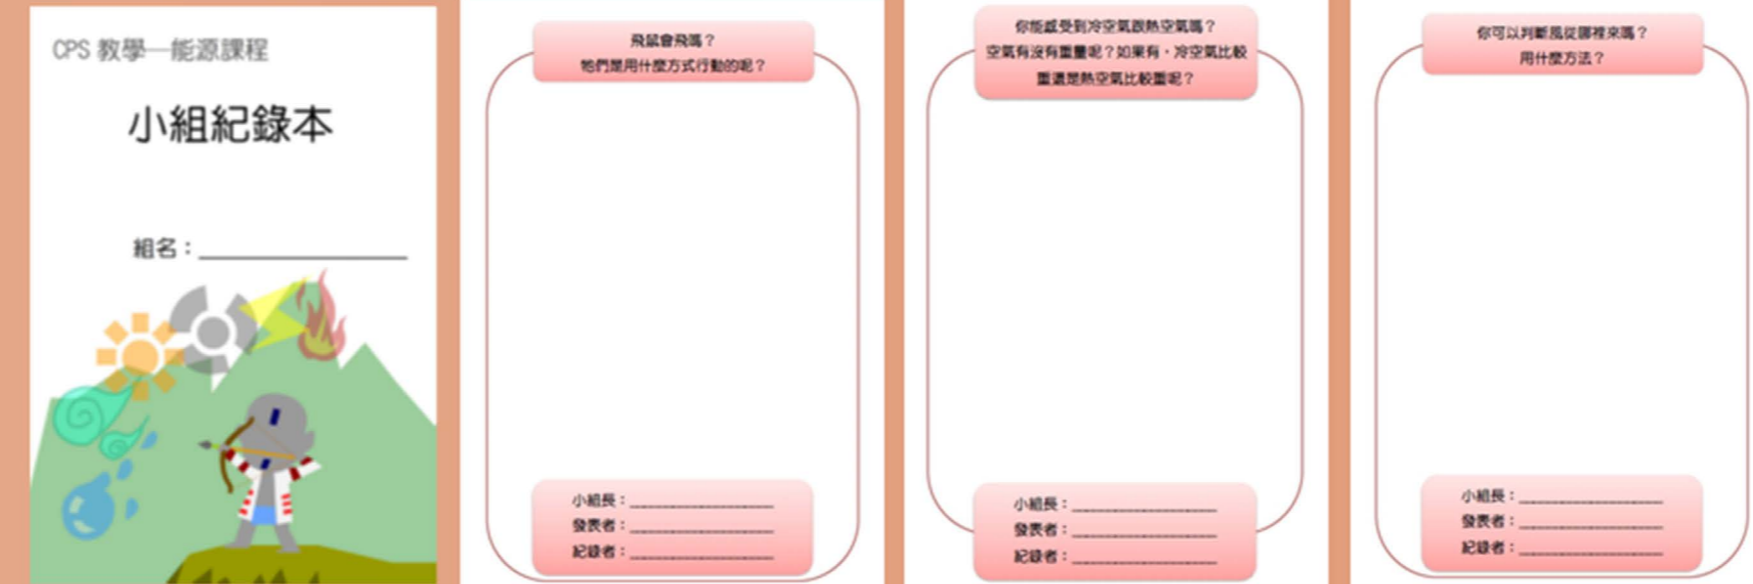 CPS 教學—能源課程
小組紀錄本
組名：
飛鼠會飛嗎？
牠們是用什麼方式行動的呢？
小組長：
發表者：
紀錄者：
你能感受到冷空氣跟熱空氣嗎？
空氣有沒有重量呢？如果有，冷空氣比較
重還是熱空氣比較重呢？
小組長：
發表者：
紀錄者：
你可以判斷風從哪裡來嗎？
用什麼方法？
小組長：
發表者：
紀錄者：